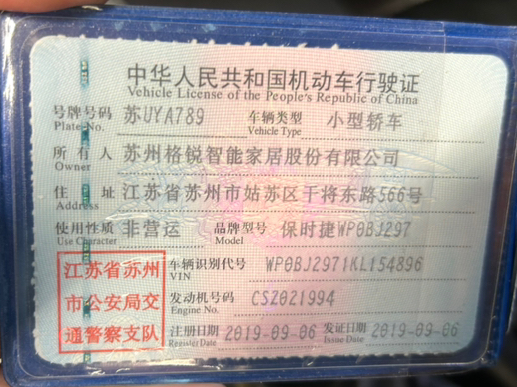 中华人民共和国机动车行驶证
Vehicle License of the People's Republic of China
号牌号码 苏UYA789 车辆类型 小型轿车
Plate No. Vehicle Type
所有人 苏州格锐智能家居股份有限公司
Owner
住址 江苏省苏州市姑苏区干将东路566号
Address
使用性质 非营运 品牌型号 保时捷WP0BJ297
Use Character Model
江苏省苏州
市公安局交
通警察支队
车辆识别代号 WP0BJ2971KL154896
VIN
发动机号码 CSZ021994
Engine No.
注册日期 2019-09-06 发证日期 2019-09-06
Register Date Issue Date